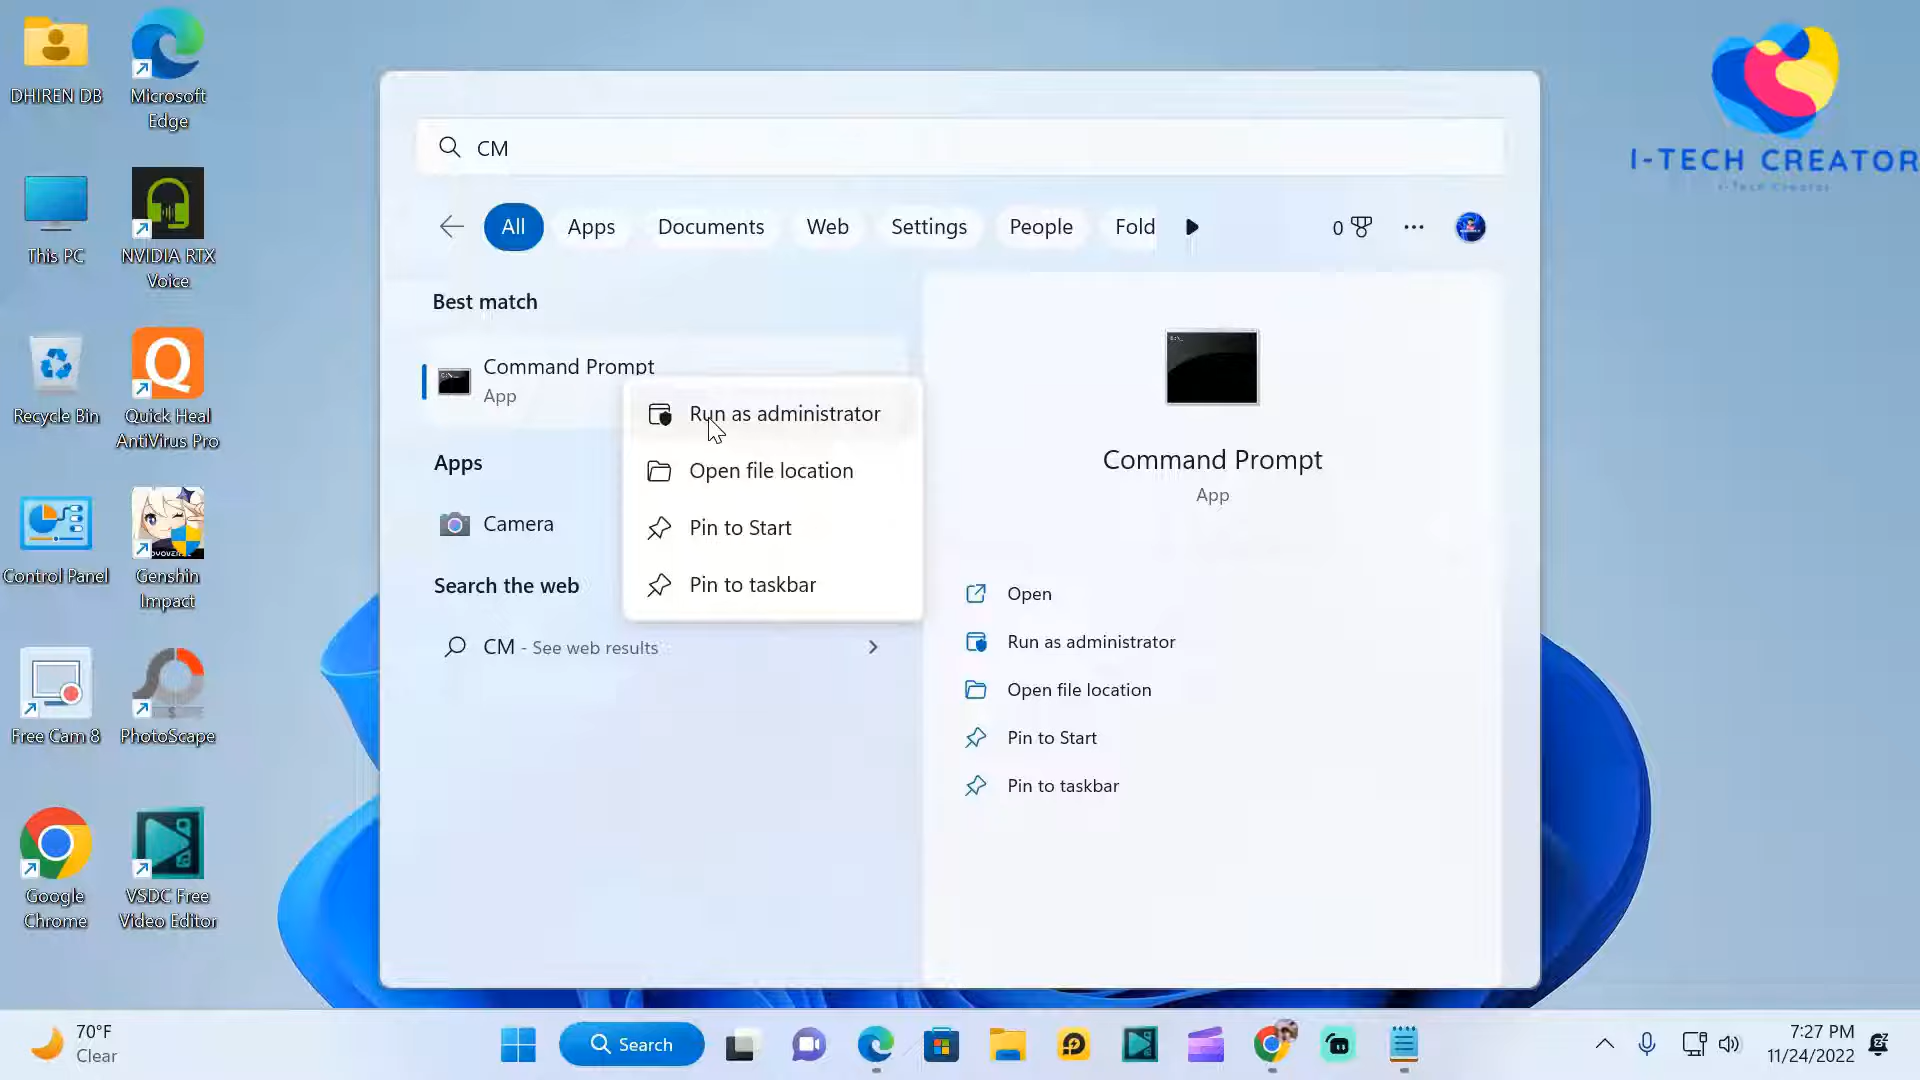 DHIREN DB
Microsoft
Edge
This PC
NVIDIA RTX
Voice
Recycle Bin
Quick Heal
AntiVirus Pro
Control Panel
Genshin
Impact
Free Cam 8
PhotoScape
Google
Chrome
VSDC Free
Video Editor
I-TECH CREATOR
i-Tech Creator
CM
All
Apps
Documents
Web
Settings
People
Fold
0
Best match
Command Prompt
App
Run as administrator
Open file location
Pin to Start
Pin to taskbar
Apps
Camera
Search the web
CM - See web results
Command Prompt
App
Open
Run as administrator
Open file location
Pin to Start
Pin to taskbar
70°F
Clear
Search
7:27 PM
11/24/2022